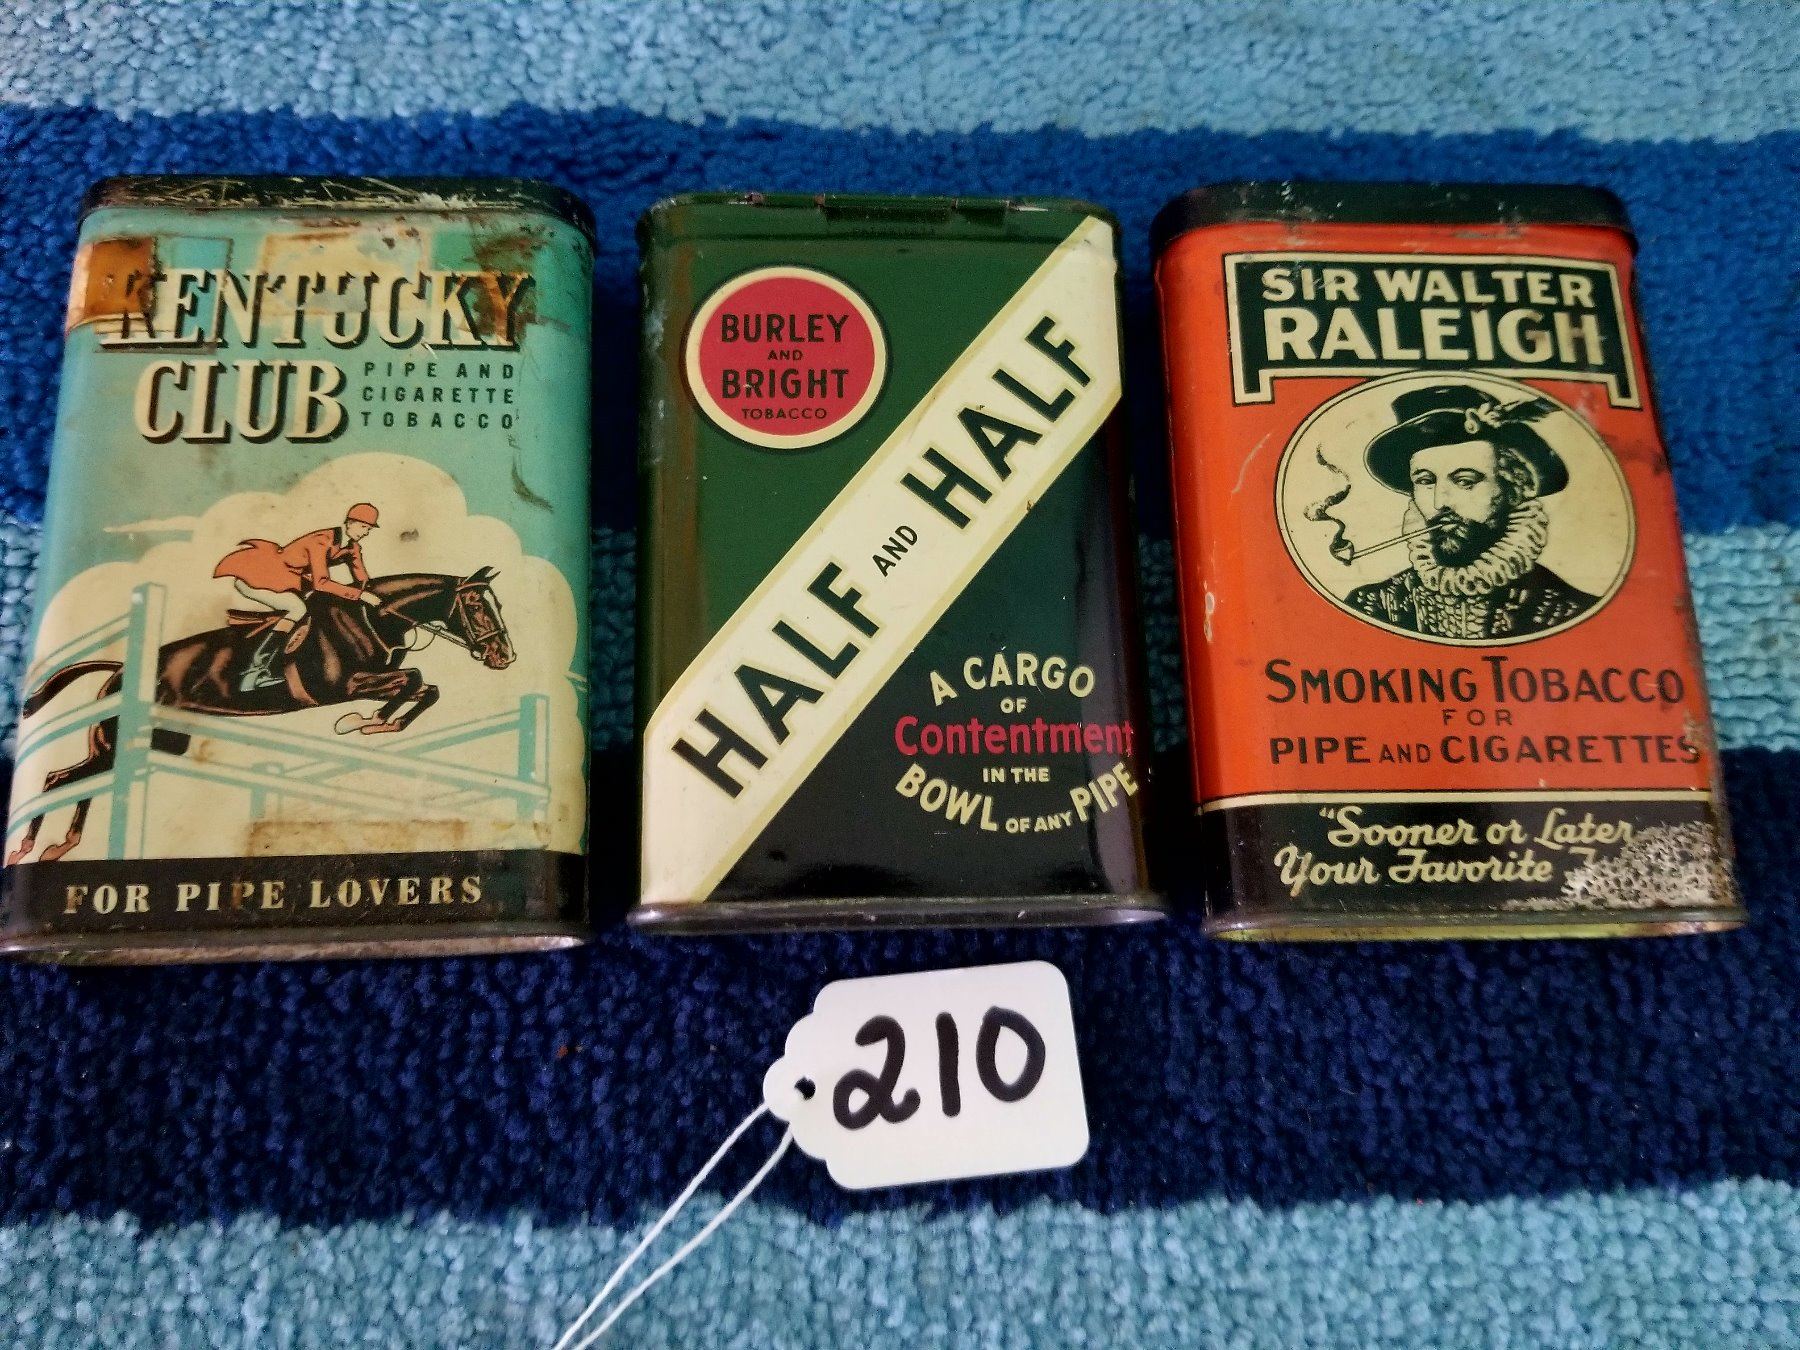 KENTUCKY
CLUB
PIPE AND
CIGARETTE
TOBACCO
FOR PIPE LOVERS
BURLEY
AND
BRIGHT
TOBACCO
HALF AND HALF
A CARGO
OF
Contentment
IN THE
BOWL OF ANY PIPE
SIR WALTER
RALEIGH
SMOKING TOBACCO
FOR
PIPE AND CIGARETTES
"Sooner or Later
Your Favorite
210